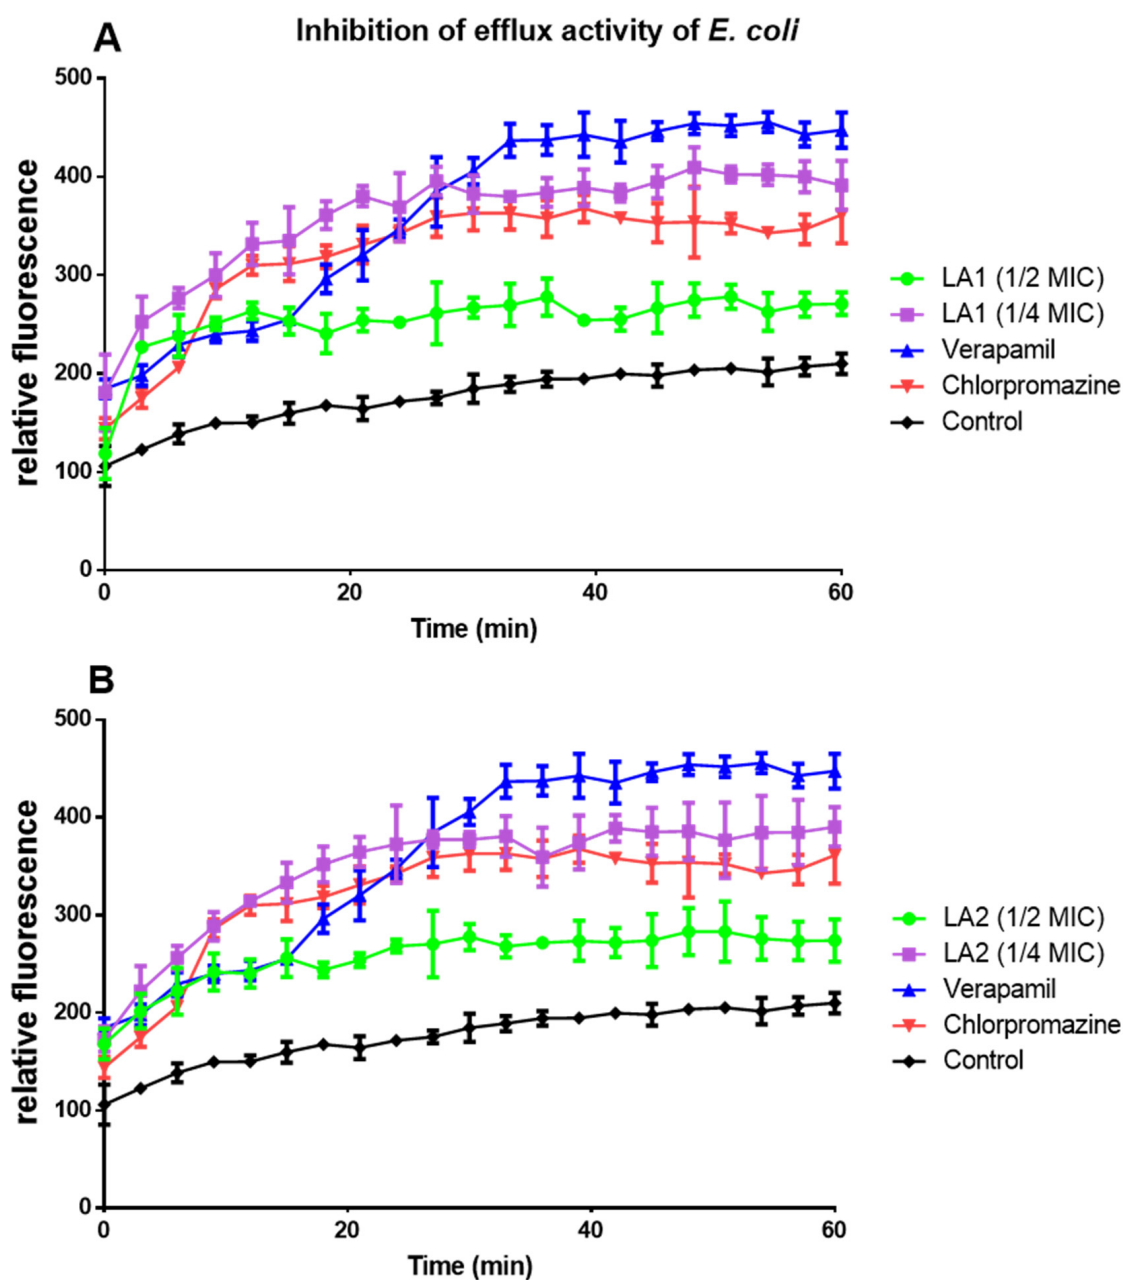 A
Inhibition of efflux activity of E. coli
relative fluorescence
500
400
300
200
100
0
0
20
40
60
Time (min)
LA1 (1/2 MIC)
LA1 (1/4 MIC)
Verapamil
Chlorpromazine
Control
B
relative fluorescence
500
400
300
200
100
0
0
20
40
60
Time (min)
LA2 (1/2 MIC)
LA2 (1/4 MIC)
Verapamil
Chlorpromazine
Control